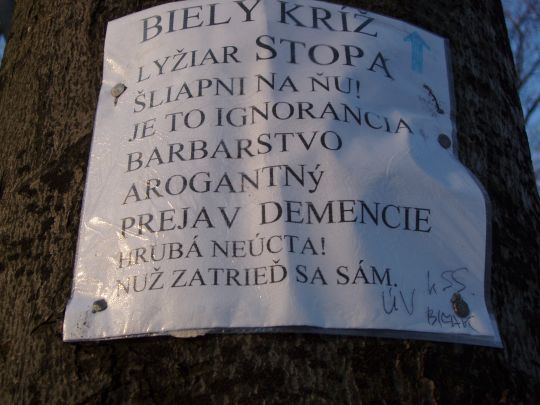 BIELY KRÍŽ
LYŽIAR STOPA
ŠLIAPNI NA ŇU!
JE TO IGNORANCIA
BARBARSTVO
AROGANTNý
PREJAV DEMENCIE
HRUBÁ NEÚCTA!
NUŽ ZATRIEĎ SA SÁM.
ÚV